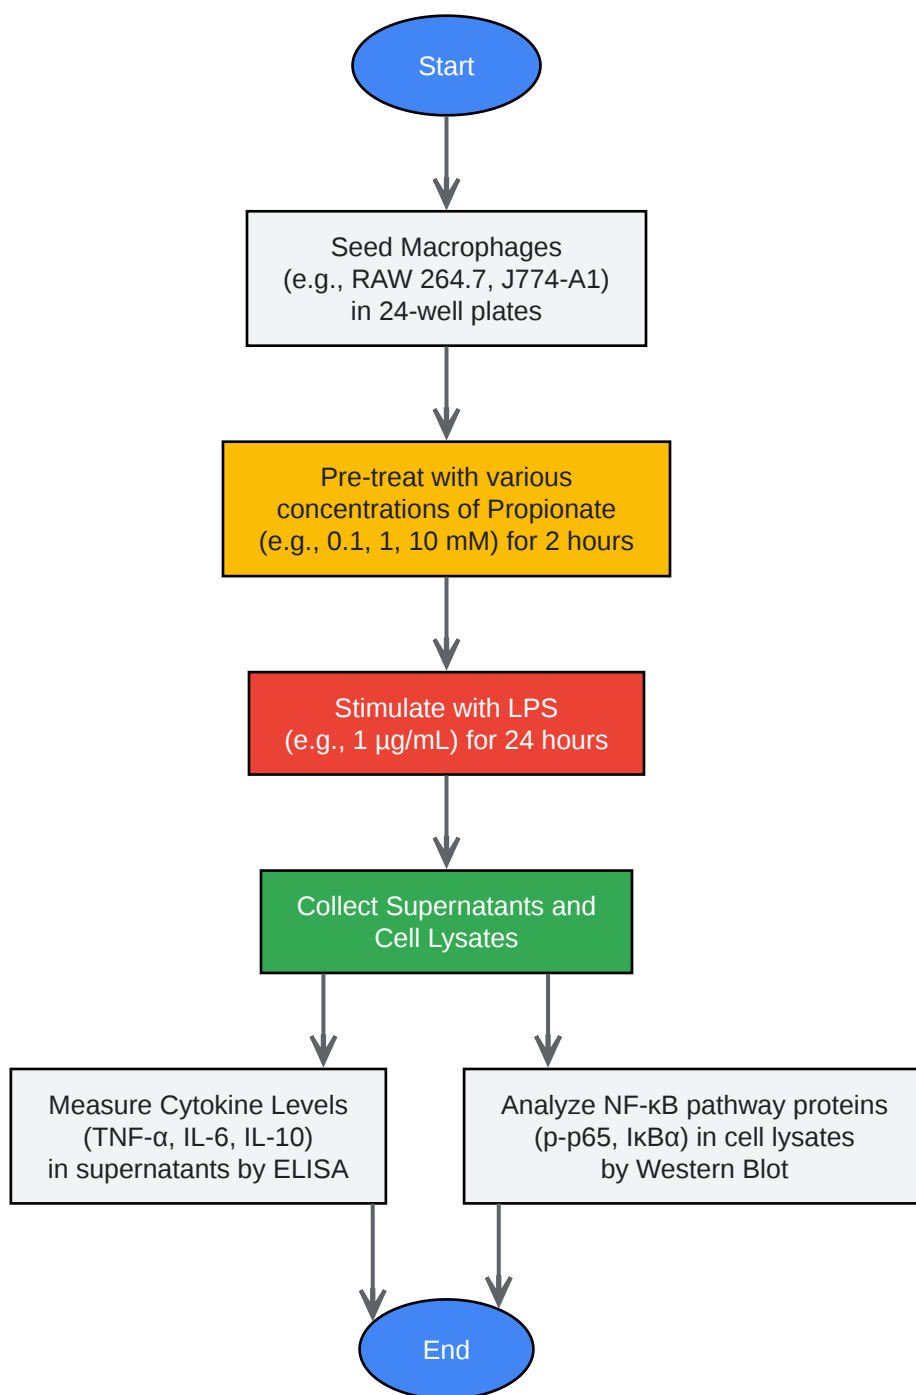 Start
Seed Macrophages
(e.g., RAW 264.7, J774-A1)
in 24-well plates
Pre-treat with various
concentrations of Propionate
(e.g., 0.1, 1, 10 mM) for 2 hours
Stimulate with LPS
(e.g., 1 µg/mL) for 24 hours
Collect Supernatants and
Cell Lysates
Measure Cytokine Levels
(TNF-α, IL-6, IL-10)
in supernatants by ELISA
Analyze NF-κB pathway proteins
(p-p65, IκBα) in cell lysates
by Western Blot
End